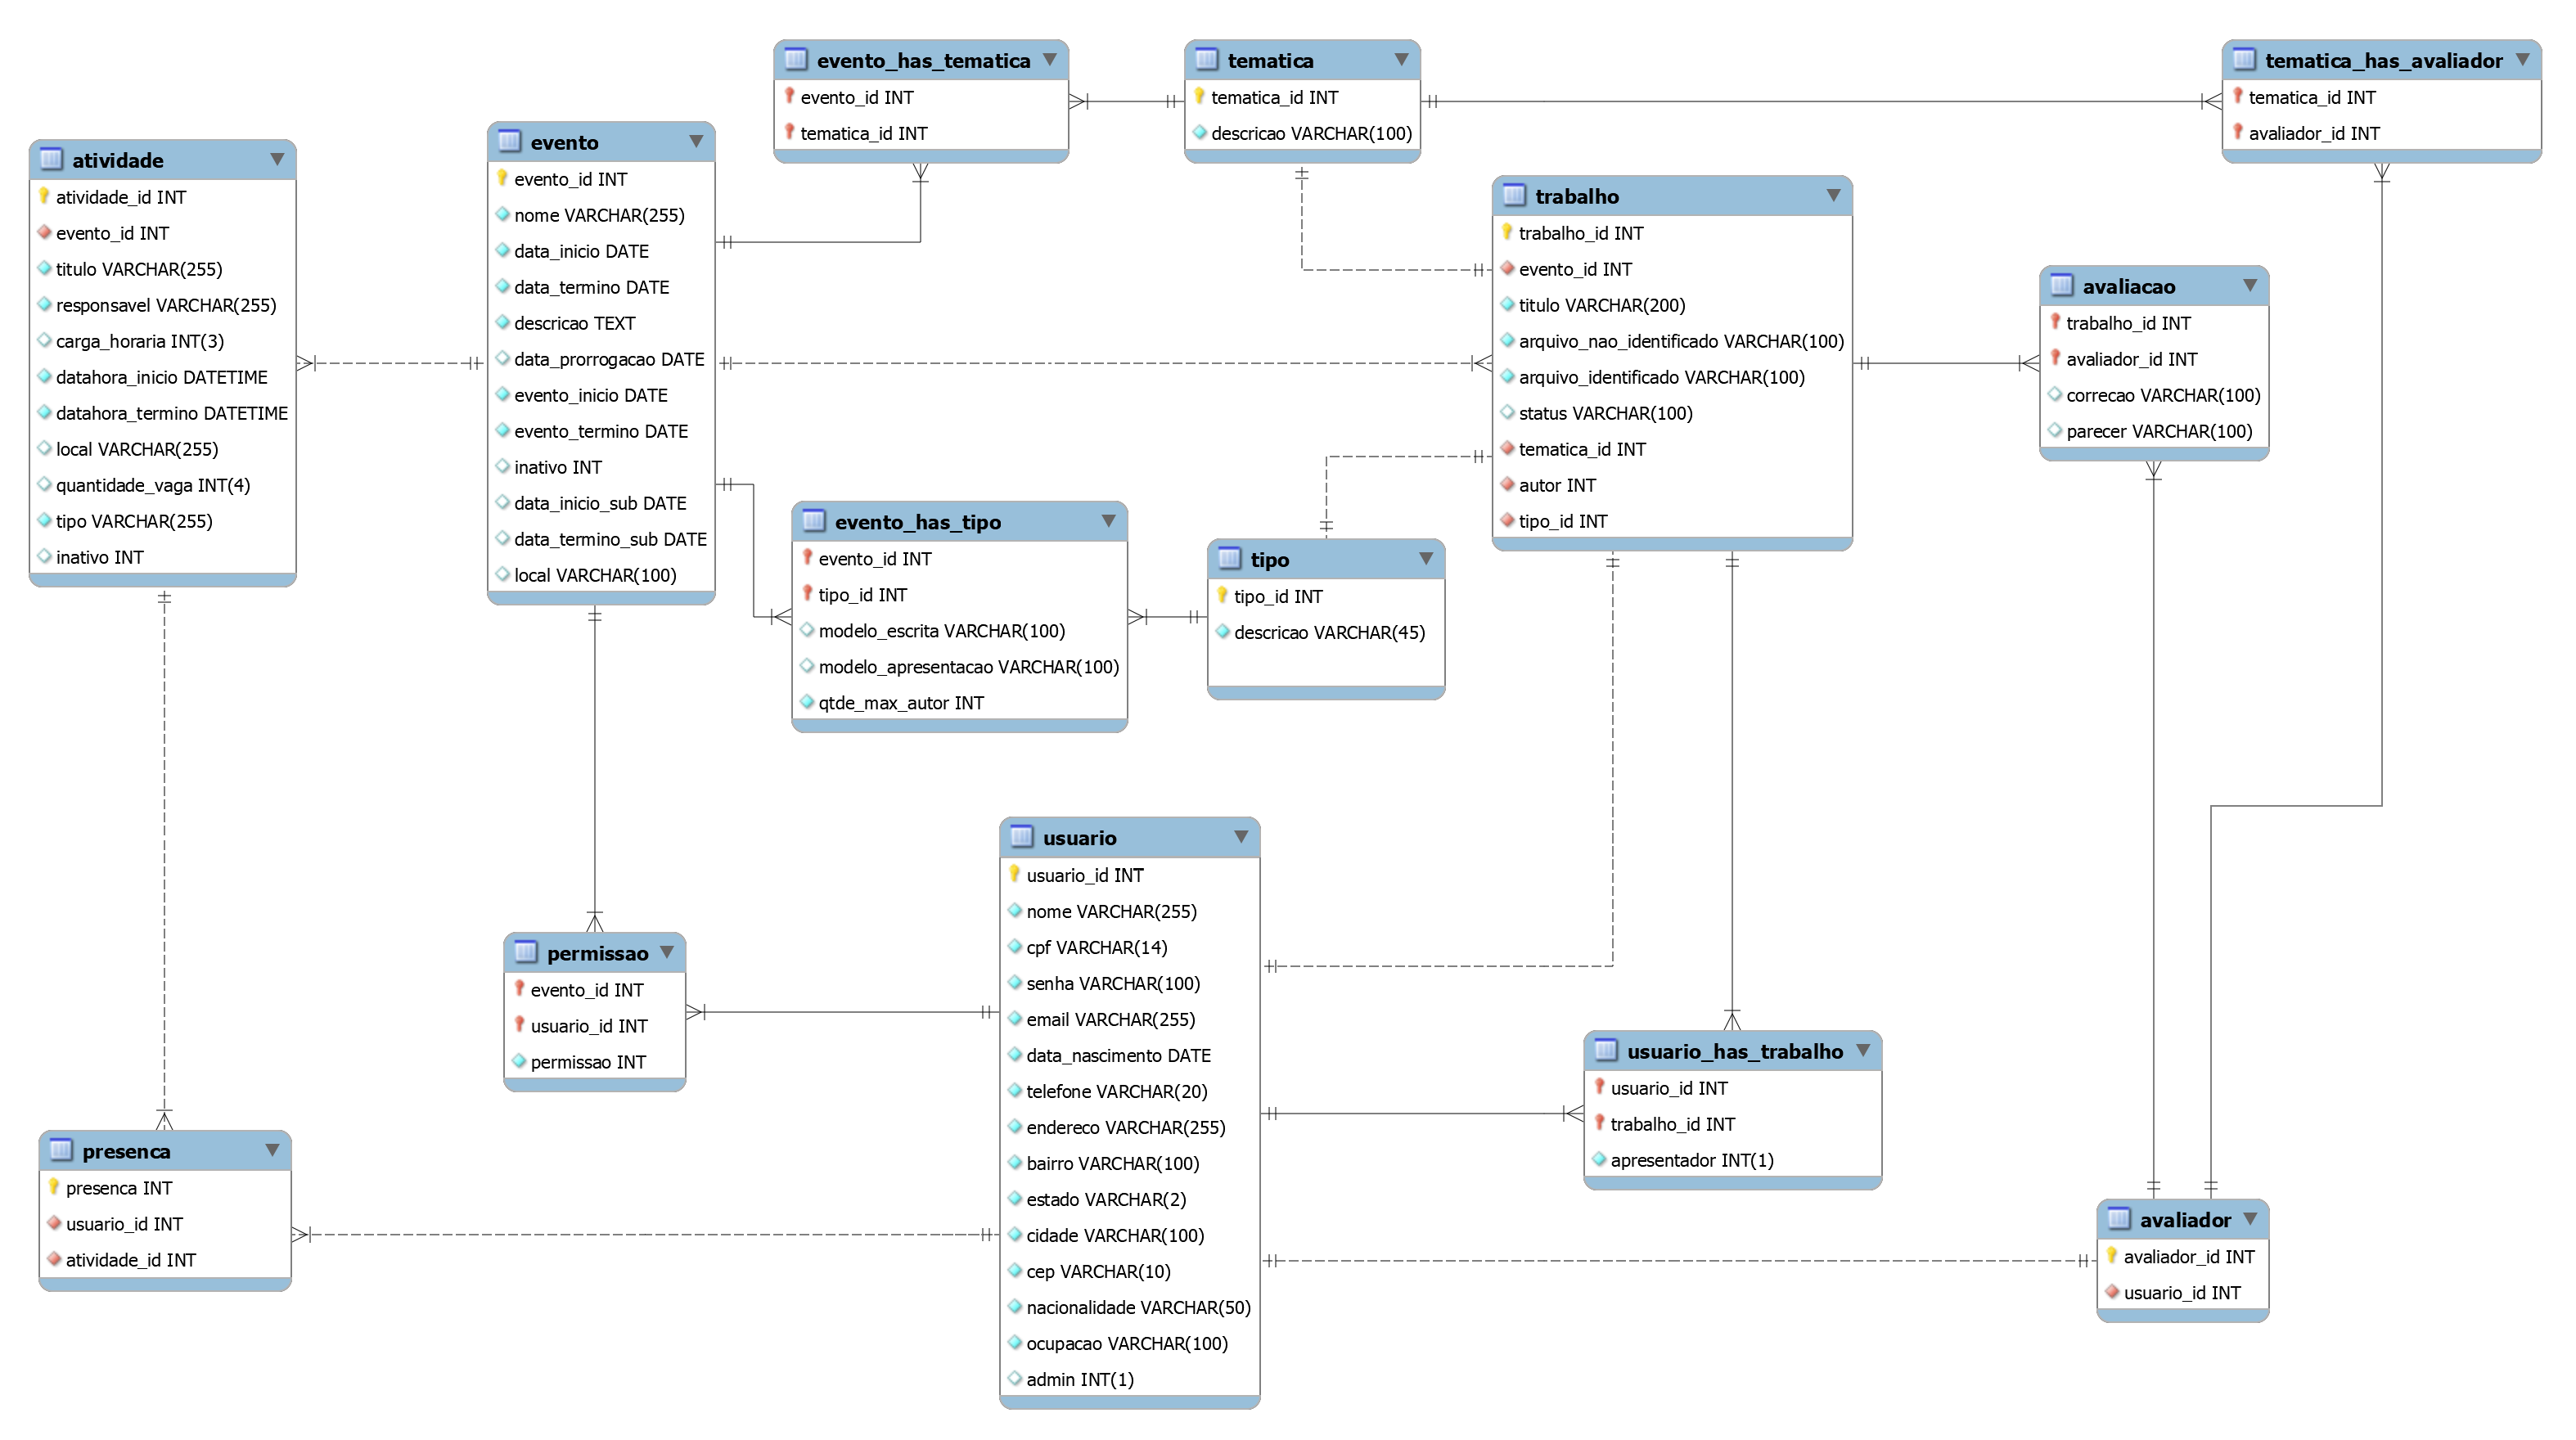 atividade
atividade_id INT
evento_id INT
titulo VARCHAR(255)
responsavel VARCHAR(255)
carga_horaria INT(3)
datahora_inicio DATETIME
datahora_termino DATETIME
local VARCHAR(255)
quantidade_vaga INT(4)
tipo VARCHAR(255)
inativo INT
evento
evento_id INT
nome VARCHAR(255)
data_inicio DATE
data_termino DATE
descricao TEXT
data_prorrogacao DATE
evento_inicio DATE
evento_termino DATE
inativo INT
data_inicio_sub DATE
data_termino_sub DATE
local VARCHAR(100)
evento_has_tematica
evento_id INT
tematica_id INT
tematica
tematica_id INT
descricao VARCHAR(100)
tematica_has_avaliador
tematica_id INT
avaliador_id INT
trabalho
trabalho_id INT
evento_id INT
titulo VARCHAR(200)
arquivo_nao_identificado VARCHAR(100)
arquivo_identificado VARCHAR(100)
status VARCHAR(100)
tematica_id INT
autor INT
tipo_id INT
avaliacao
trabalho_id INT
avaliador_id INT
correcao VARCHAR(100)
parecer VARCHAR(100)
evento_has_tipo
evento_id INT
tipo_id INT
modelo_escrita VARCHAR(100)
modelo_apresentacao VARCHAR(100)
qtde_max_autor INT
tipo
tipo_id INT
descricao VARCHAR(45)
permissao
evento_id INT
usuario_id INT
permissao INT
usuario
usuario_id INT
nome VARCHAR(255)
cpf VARCHAR(14)
senha VARCHAR(100)
email VARCHAR(255)
data_nascimento DATE
telefone VARCHAR(20)
endereco VARCHAR(255)
bairro VARCHAR(100)
estado VARCHAR(2)
cidade VARCHAR(100)
cep VARCHAR(10)
nacionalidade VARCHAR(50)
ocupacao VARCHAR(100)
admin INT(1)
usuario_has_trabalho
usuario_id INT
trabalho_id INT
apresentador INT(1)
presenca
presenca INT
usuario_id INT
atividade_id INT
avaliador
avaliador_id INT
usuario_id INT